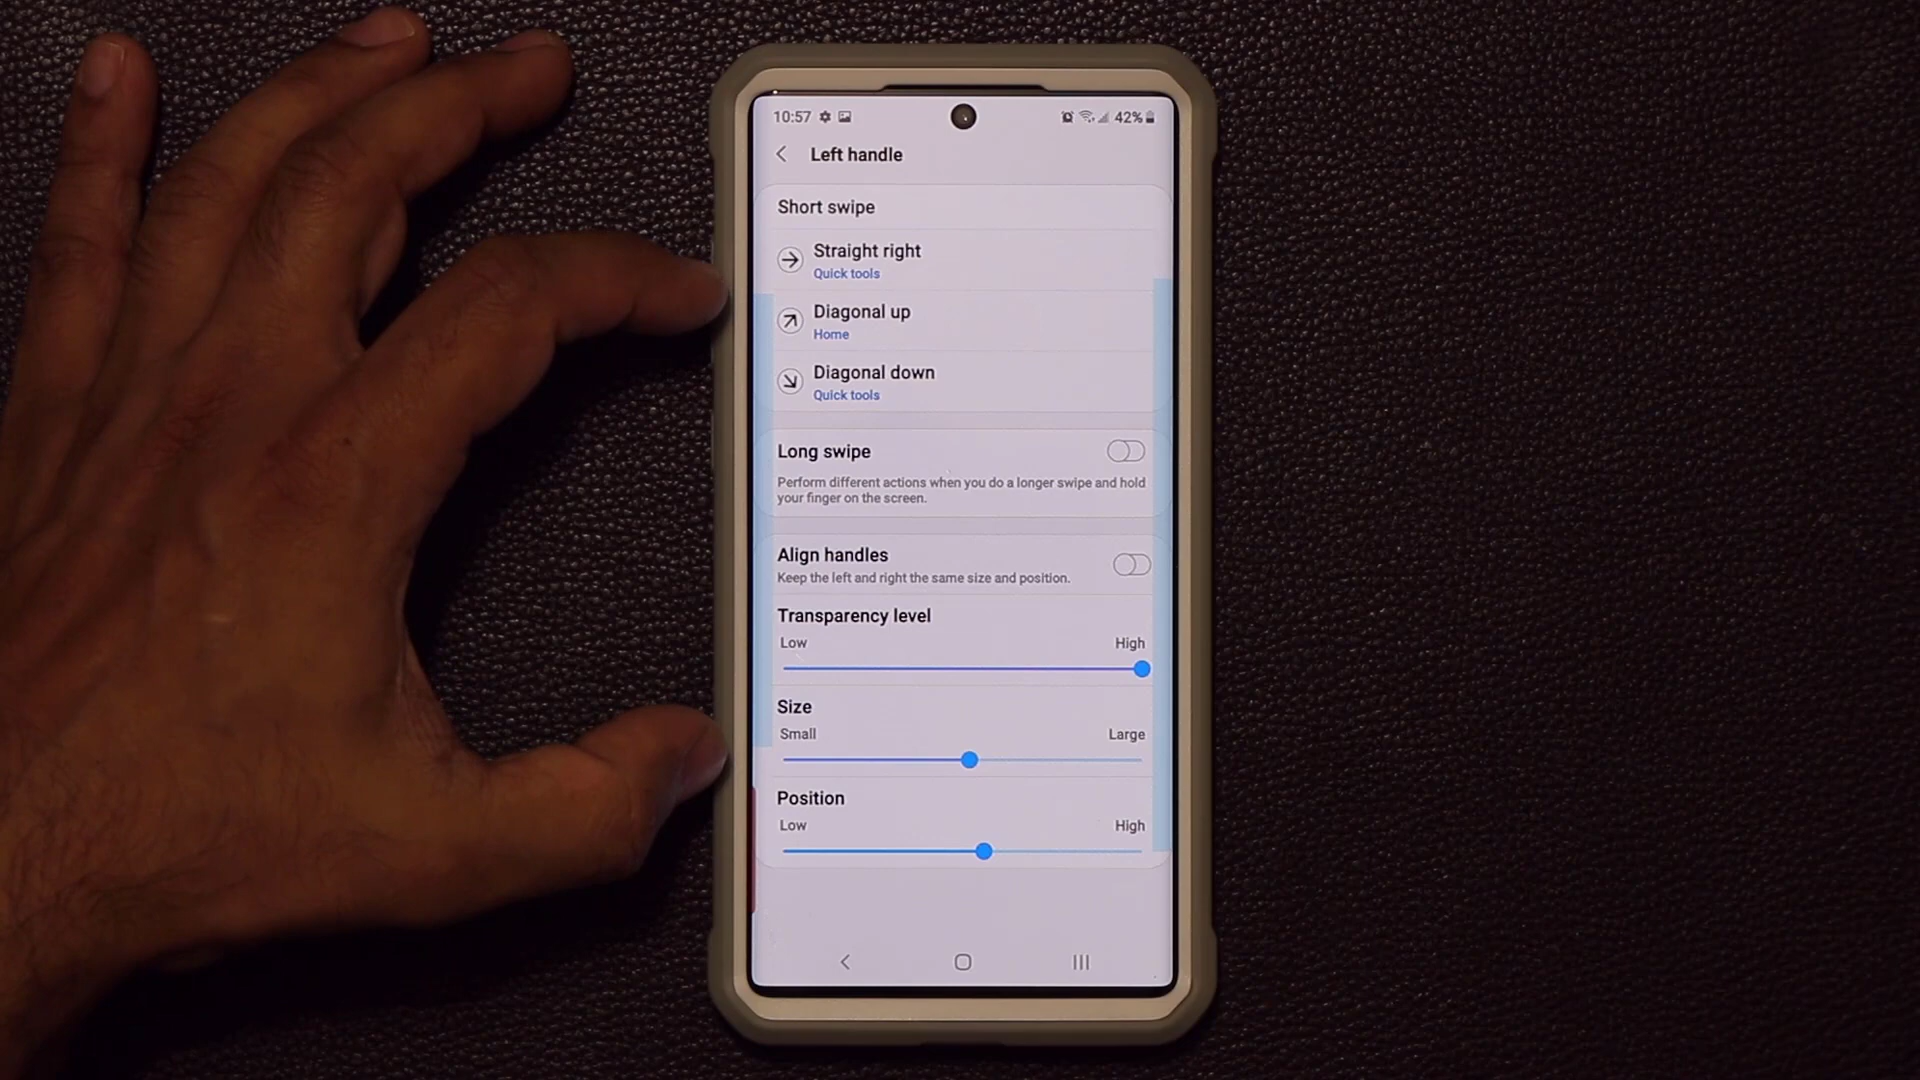 10:57 42%
Left handle
Short swipe
Straight right
Quick tools
Diagonal up
Home
Diagonal down
Quick tools
Long swipe
Perform different actions when you do a longer swipe and hold
your finger on the screen.
Align handles
Keep the left and right the same size and position.
Transparency level
Low High
Size
Small Large
Position
Low High